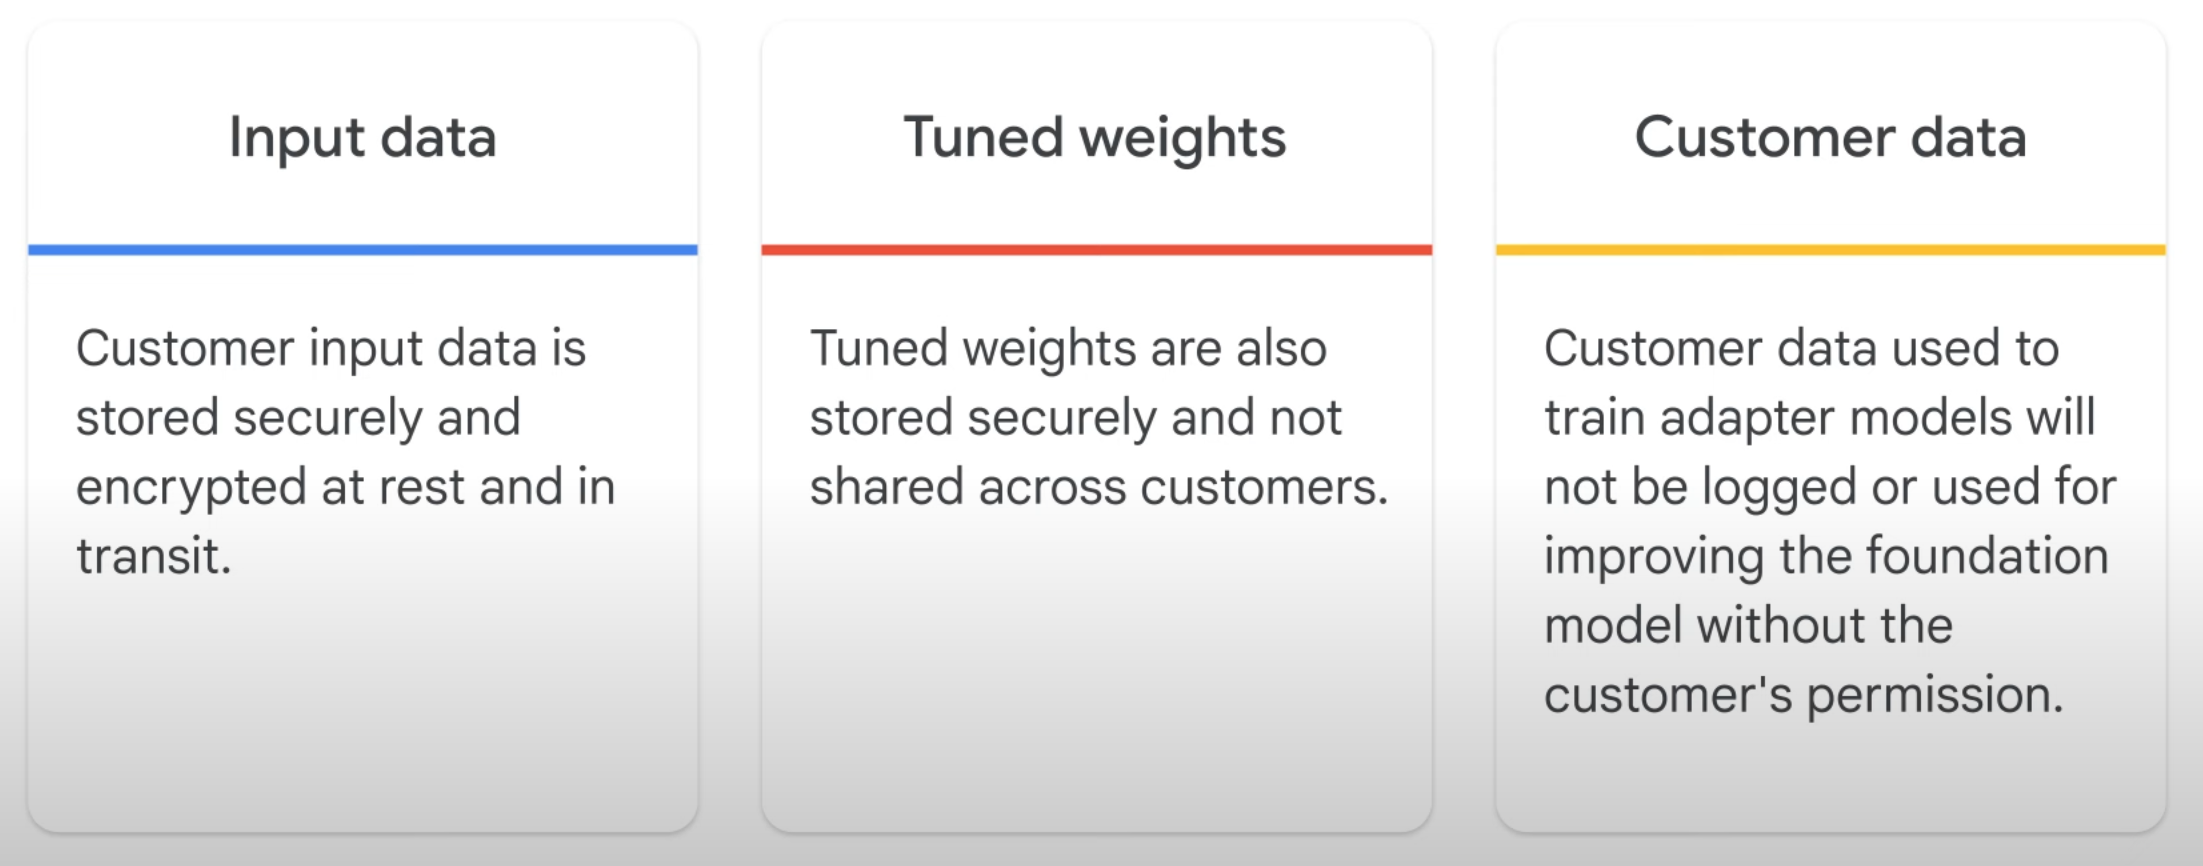 Input data
Customer input data is
stored securely and
encrypted at rest and in
transit.
Tuned weights
Tuned weights are also
stored securely and not
shared across customers.
Customer data
Customer data used to
train adapter models will
not be logged or used for
improving the foundation
model without the
customer's permission.